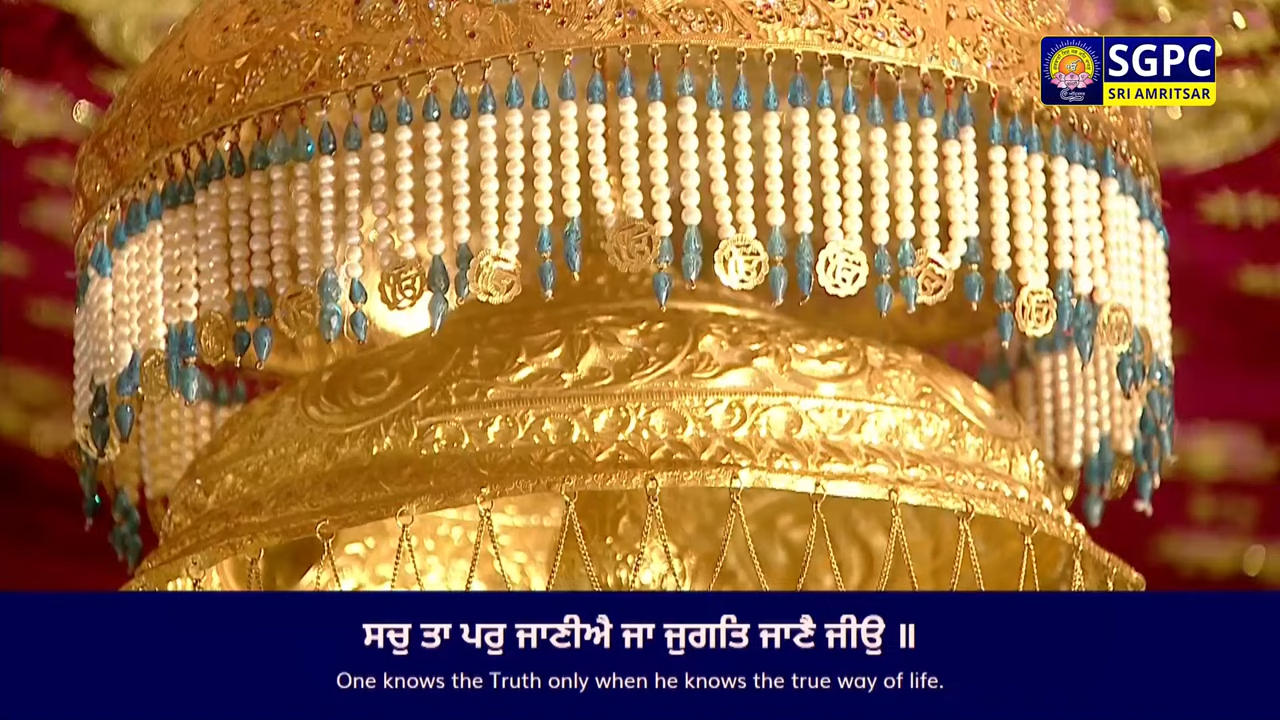 SGPC
SRI AMRITSAR
ਸਚੁ ਤਾ ਪਰੁ ਜਾਣੀਐ ਜਾ ਜੁਗਤਿ ਜਾਣੈ ਜੀਉ ॥
One knows the Truth only when he knows the true way of life.